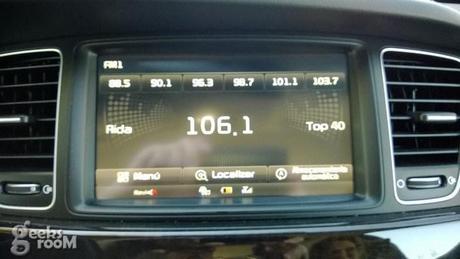 FM1
88.5 90.1 96.3 98.7 101.1 103.7
106.1
Top 40
Menú
Localizar
geeks
rooM